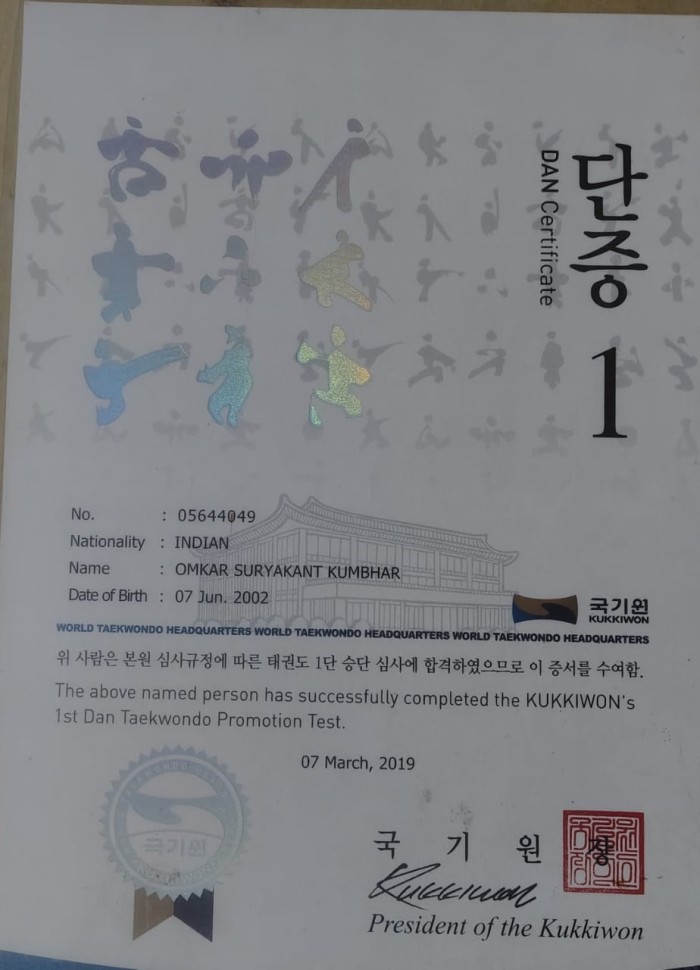 단증
DAN Certificate
1
No. : 05644049
Nationality : INDIAN
Name : OMKAR SURYAKANT KUMBHAR
Date of Birth : 07 Jun. 2002
국기원
KUKKIWON
WORLD TAEKWONDO HEADQUARTERS WORLD TAEKWONDO HEADQUARTERS WORLD TAEKWONDO HEADQUARTERS
위 사람은 본원 심사규정에 따른 태권도 1단 승단 심사에 합격하였으므로 이 증서를 수여함.
The above named person has successfully completed the KUKKIWON's
1st Dan Taekwondo Promotion Test.
07 March, 2019
국기원
국 기 원 장
Kukkiwon
President of the Kukkiwon